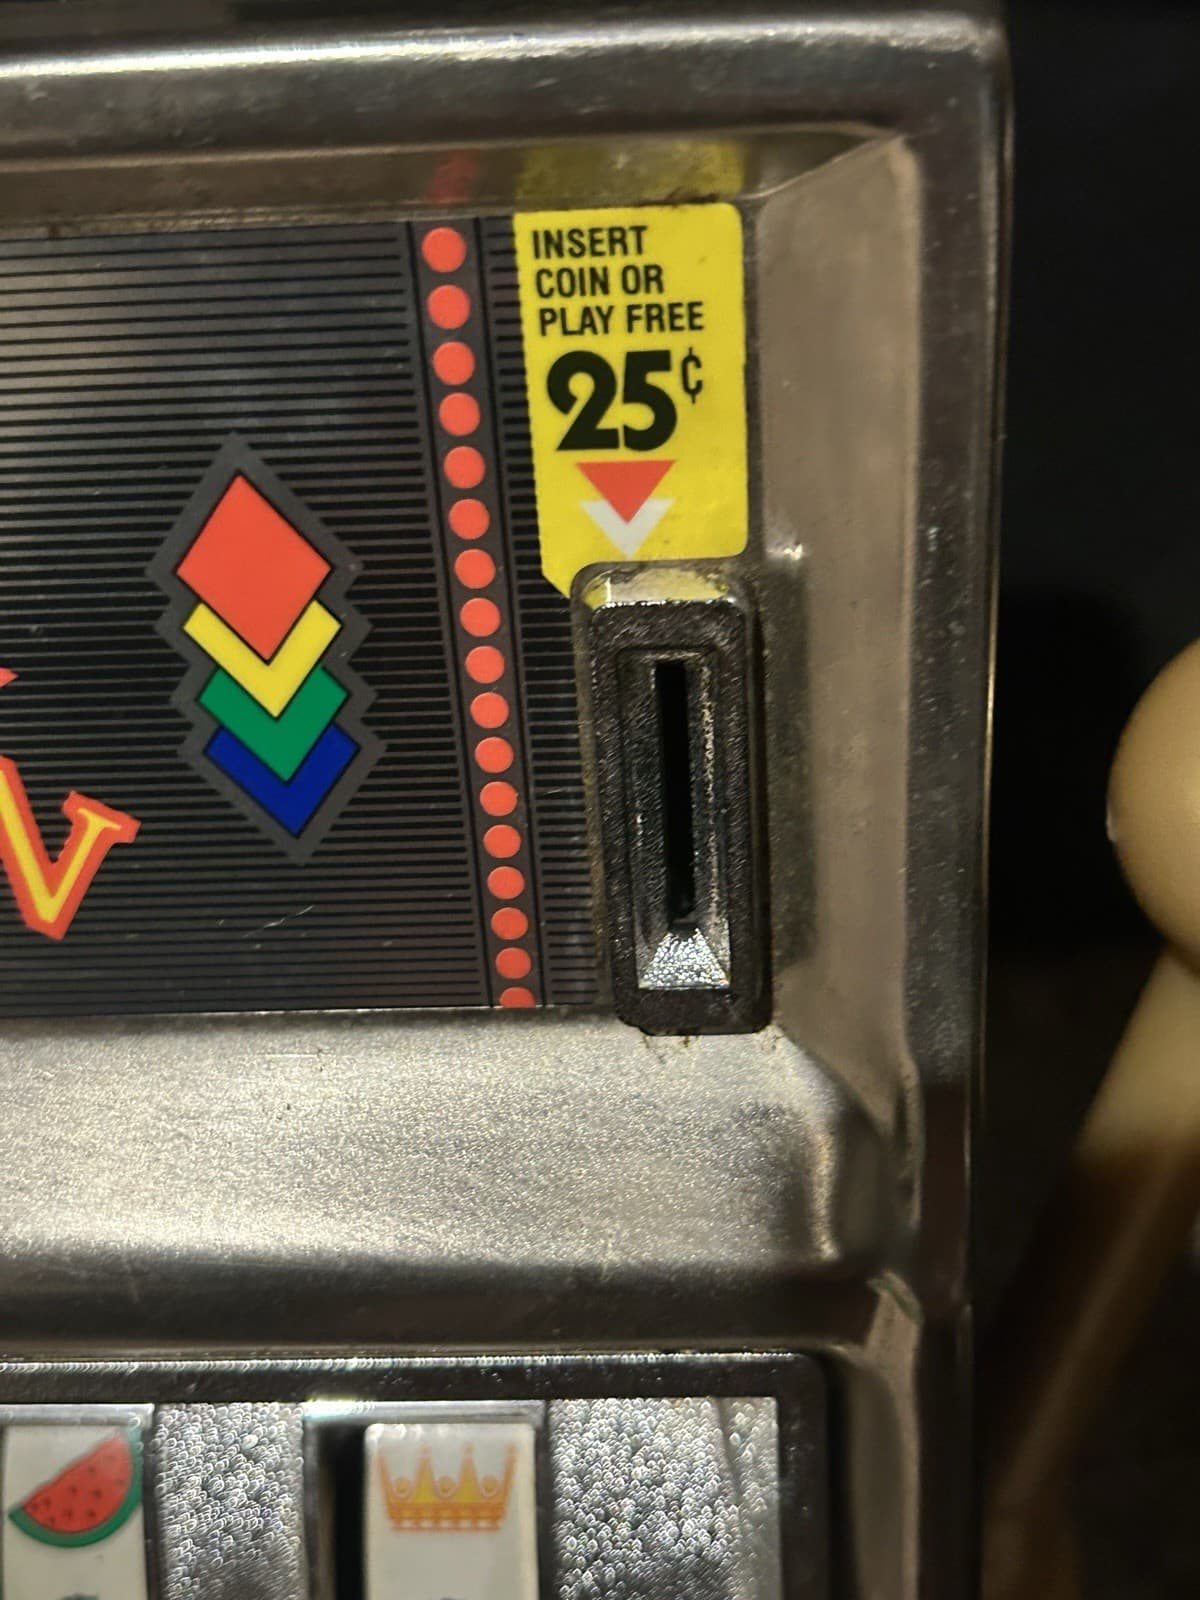 INSERT
COIN OR
PLAY FREE
25¢
V